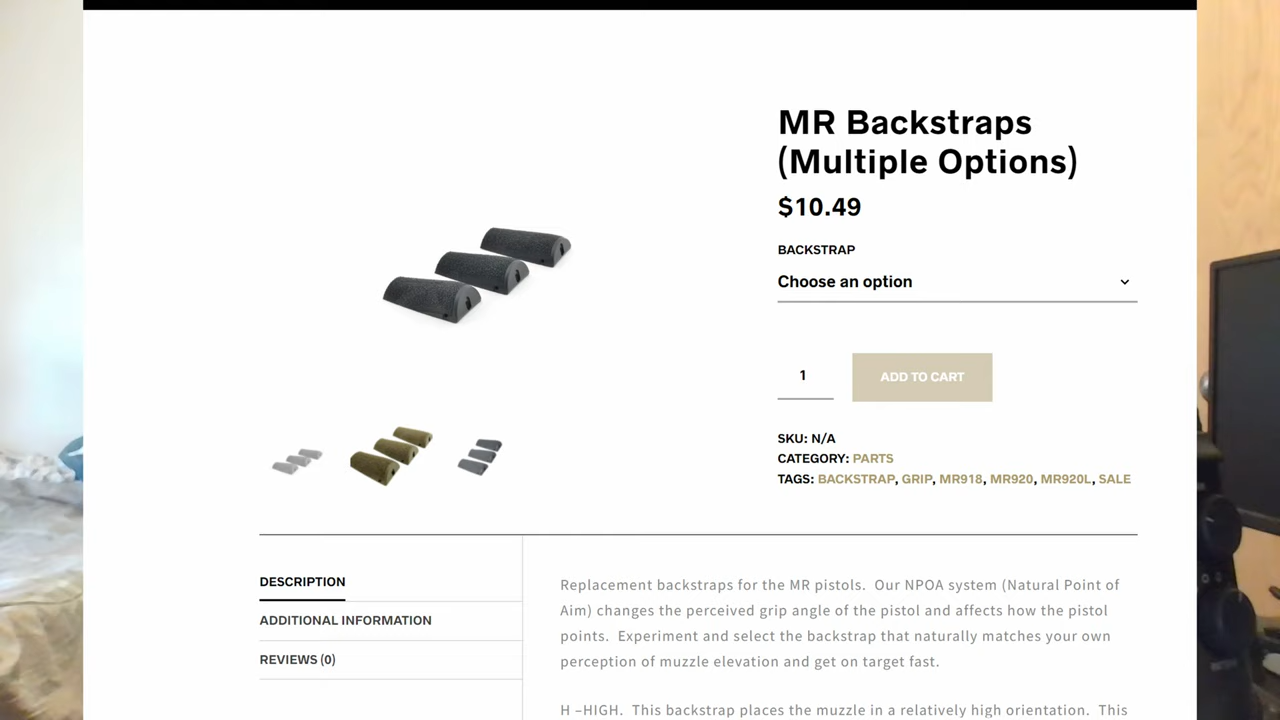 MR Backstraps
(Multiple Options)
$10.49
BACKSTRAP
Choose an option
1
ADD TO CART
SKU: N/A
CATEGORY: PARTS
TAGS: BACKSTRAP, GRIP, MR918, MR920, MR920L, SALE
DESCRIPTION
ADDITIONAL INFORMATION
REVIEWS (0)
Replacement backstraps for the MR pistols.  Our NPOA system (Natural Point of
Aim) changes the perceived grip angle of the pistol and affects how the pistol
points.  Experiment and select the backstrap that naturally matches your own
perception of muzzle elevation and get on target fast.
H –HIGH.  This backstrap places the muzzle in a relatively high orientation.  This